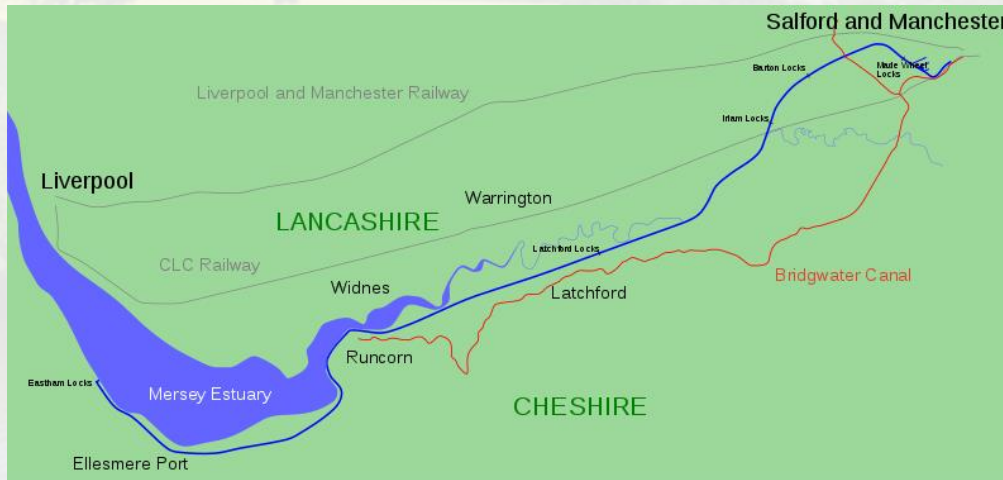 Salford and Manchester
Barton Locks
Mode Wheel
Locks
Liverpool and Manchester Railway
Irlam Locks
Liverpool
Warrington
LANCASHIRE
Latchford Locks
CLC Railway
Bridgwater Canal
Widnes
Latchford
Runcorn
Eastham Locks
Mersey Estuary
CHESHIRE
Ellesmere Port